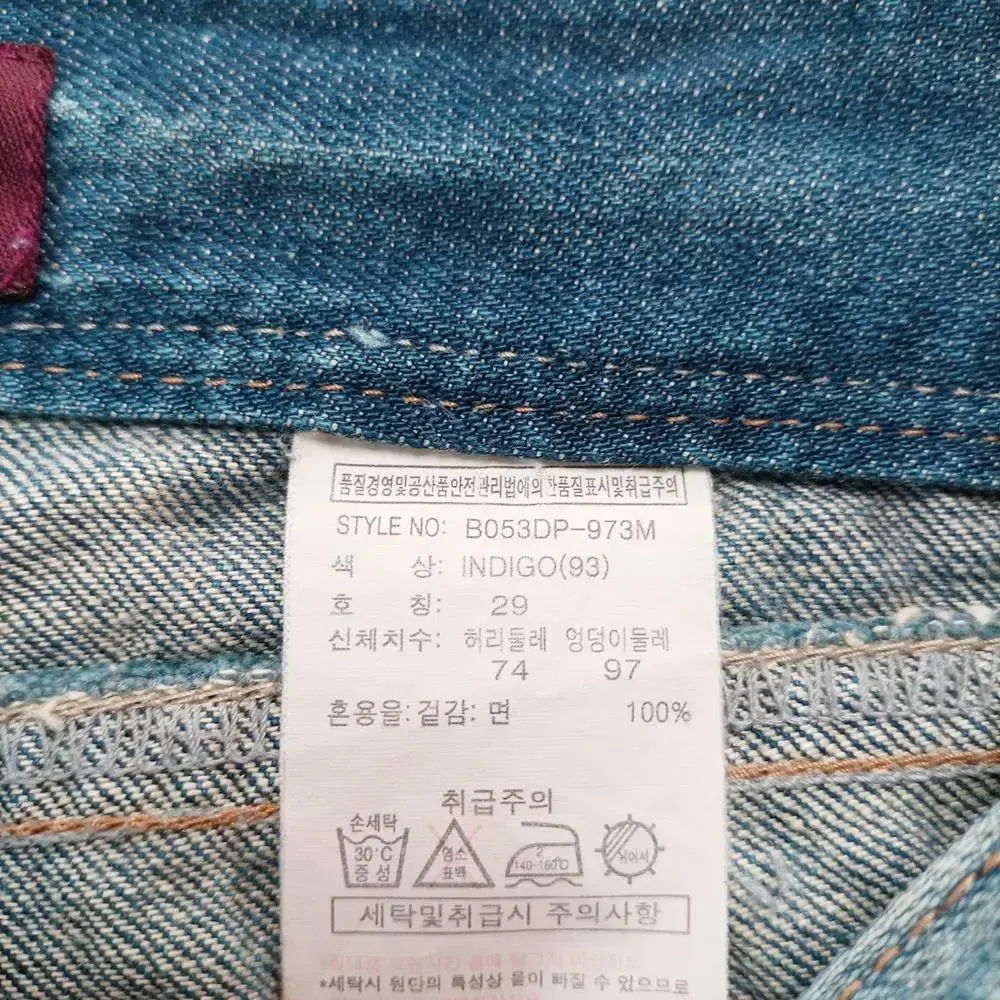 품질경영및공산품안전관리법에의한품질표시및취급주의
STYLE NO: B053DP-973M
색 상: INDIGO(93)
호 칭: 29
신체치수: 허리둘레 엉덩이둘레
74 97
혼용율: 겉감: 면 100%
취급주의
손세탁
30°C
중성
염소
표백
2
140-160°C
뉘어서
세탁및취급시 주의사항
*세탁시 원단의 특성상 물이 빠질 수 있으므로